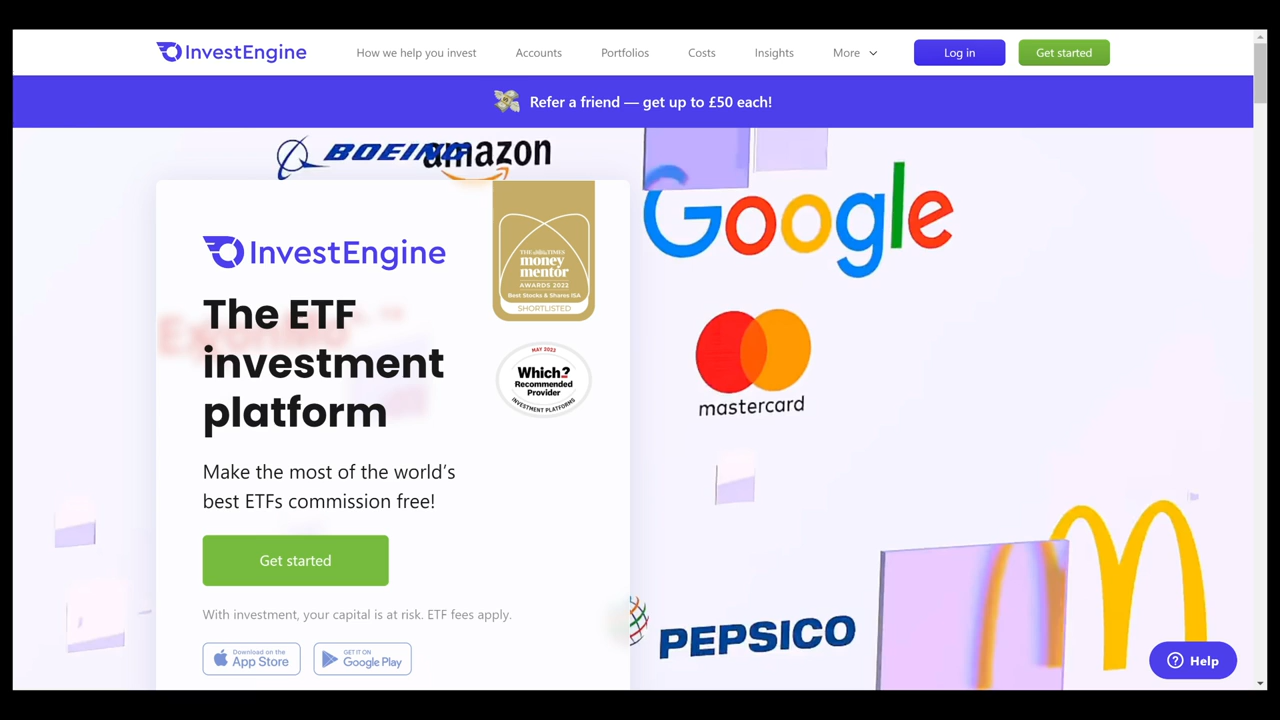 InvestEngine
How we help you invest
Accounts
Portfolios
Costs
Insights
More
Log in
Get started
Refer a friend — get up to £50 each!
BOEING
amazon
Google
InvestEngine
THE TIMES
money
mentor
AWARDS 2022
Best Stocks & Shares ISA
SHORTLISTED
The ETF
investment
platform
MAY 2022
Which?
Recommended
Provider
INVESTMENT PLATFORMS
mastercard
Make the most of the world's
best ETFs commission free!
Get started
With investment, your capital is at risk. ETF fees apply.
Download on the
App Store
GET IT ON
Google Play
PEPSICO
Help